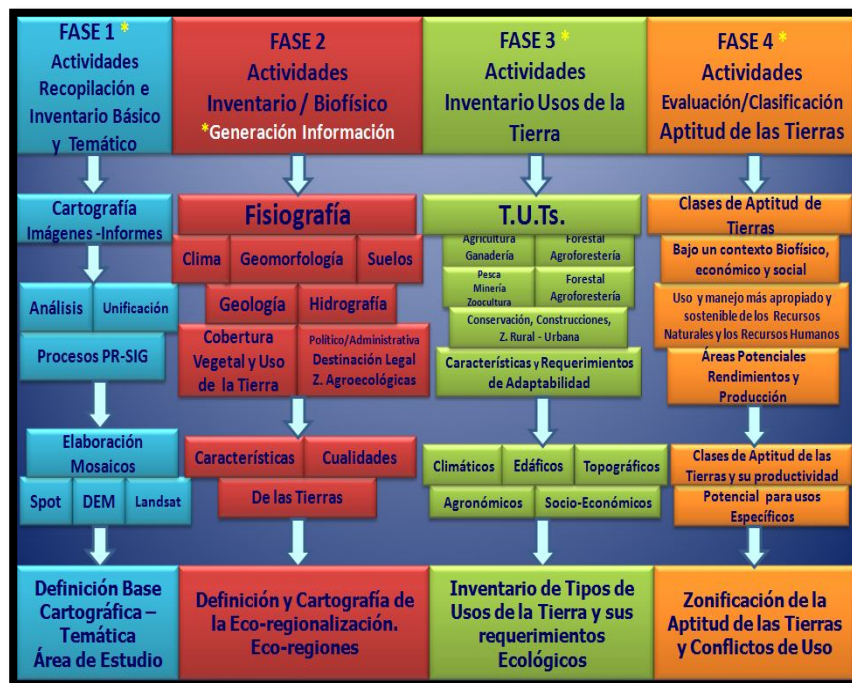 FASE 1 *
Actividades
Recopilación e
Inventario Básico
y Temático
Cartografía
Imágenes -Informes
Análisis
Unificación
Procesos PR-SIG
Elaboración
Mosaicos
Spot
DEM
Landsat
Definición Base
Cartográfica –
Temática
Área de Estudio
FASE 2
Actividades
Inventario / Biofísico
*Generación Información
Fisiografía
Clima
Geomorfología
Suelos
Geología
Hidrografía
Cobertura
Vegetal y Uso
de la Tierra
Político/Administrativa
Destinación Legal
Z. Agroecológicas
Características
Cualidades
De las Tierras
Definición y Cartografía de
la Eco-regionalización.
Eco-regiones
FASE 3 *
Actividades
Inventario Usos de la
Tierra
T.U.Ts.
Agricultura
Ganadería
Forestal
Agroforestería
Pesca
Minería
Zoocultura
Forestal
Agroforestería
Conservación, Construcciones,
Z. Rural - Urbana
Características y Requerimientos
de Adaptabilidad
Climáticos
Edáficos
Topográficos
Agronómicos
Socio-Económicos
Inventario de Tipos de
Usos de la Tierra y sus
requerimientos
Ecológicos
FASE 4 *
Actividades
Evaluación/Clasificación
Aptitud de las Tierras
Clases de Aptitud de
Tierras
Bajo un contexto Biofísico,
económico y social
Uso y manejo más apropiado y
sostenible de los Recursos
Naturales y los Recursos Humanos
Áreas Potenciales
Rendimientos y
Producción
Clases de Aptitud de las
Tierras y su productividad
Potencial para usos
Específicos
Zonificación de la
Aptitud de las Tierras
y Conflictos de Uso